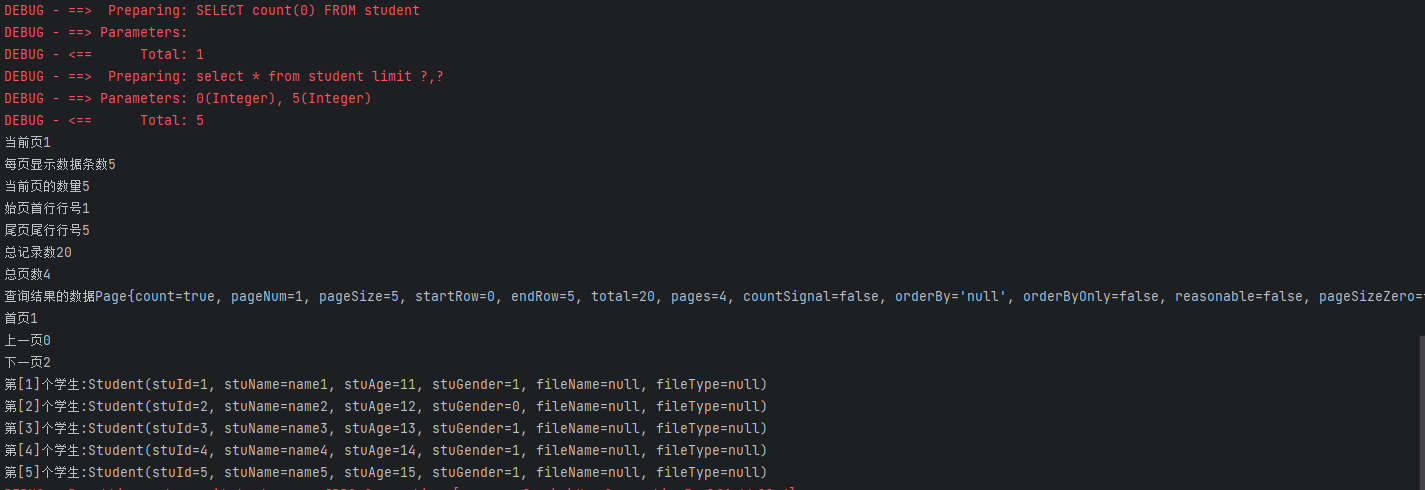 DEBUG - ==>  Preparing: SELECT count(0) FROM student
DEBUG - ==> Parameters:
DEBUG - <==      Total: 1
DEBUG - ==>  Preparing: select * from student limit ?,?
DEBUG - ==> Parameters: 0(Integer), 5(Integer)
DEBUG - <==      Total: 5
当前页1
每页显示数据条数5
当前页的数量5
始页首行行号1
尾页尾行行号5
总记录数20
总页数4
查询结果的数据Page{count=true, pageNum=1, pageSize=5, startRow=0, endRow=5, total=20, pages=4, countSignal=false, orderBy='null', orderByOnly=false, reasonable=false, pageSizeZero=
首页1
上一页0
下一页2
第[1]个学生:Student(stuId=1, stuName=name1, stuAge=11, stuGender=1, fileName=null, fileType=null)
第[2]个学生:Student(stuId=2, stuName=name2, stuAge=12, stuGender=0, fileName=null, fileType=null)
第[3]个学生:Student(stuId=3, stuName=name3, stuAge=13, stuGender=1, fileName=null, fileType=null)
第[4]个学生:Student(stuId=4, stuName=name4, stuAge=14, stuGender=1, fileName=null, fileType=null)
第[5]个学生:Student(stuId=5, stuName=name5, stuAge=15, stuGender=1, fileName=null, fileType=null)